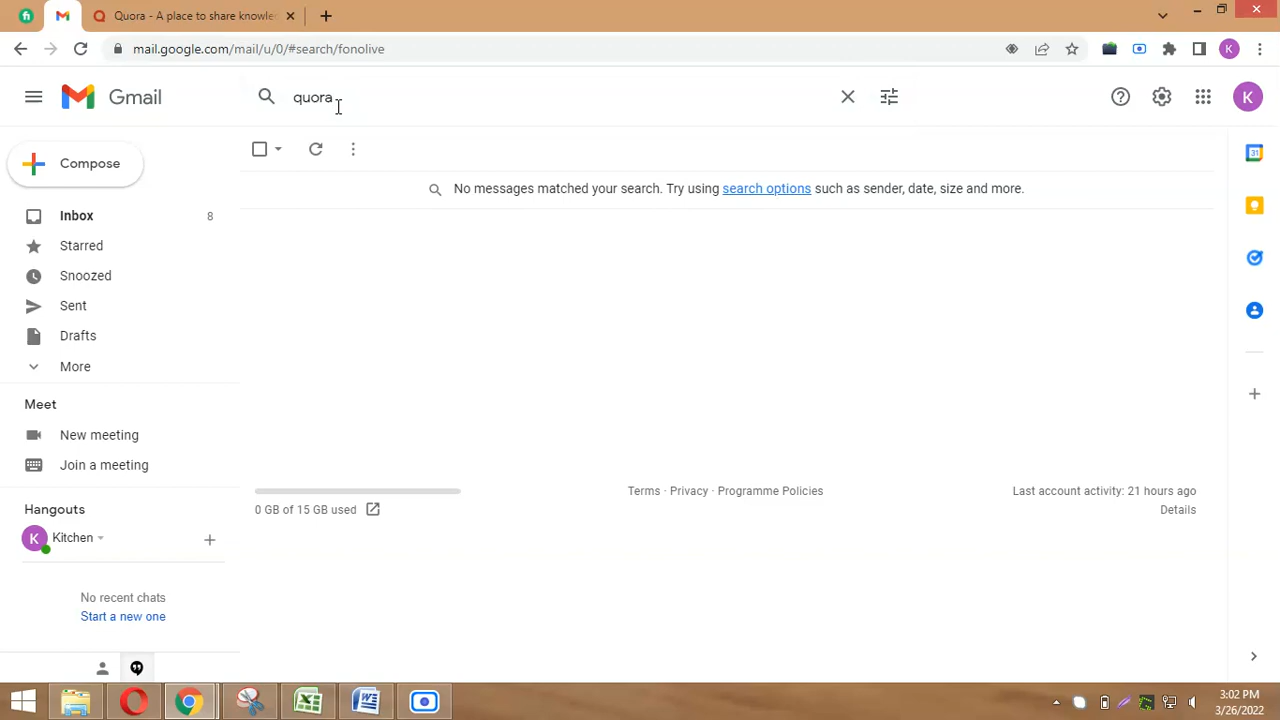 Quora - A place to share knowle
mail.google.com/mail/u/0/#search/fonolive
K
Gmail
quora
K
Compose
No messages matched your search. Try using search options such as sender, date, size and more.
Inbox 8
Starred
Snoozed
Sent
Drafts
More
Meet
New meeting
Join a meeting
Terms · Privacy · Programme Policies
Last account activity: 21 hours ago
0 GB of 15 GB used
Details
Hangouts
K Kitchen
No recent chats
Start a new one
3:02 PM
3/26/2022